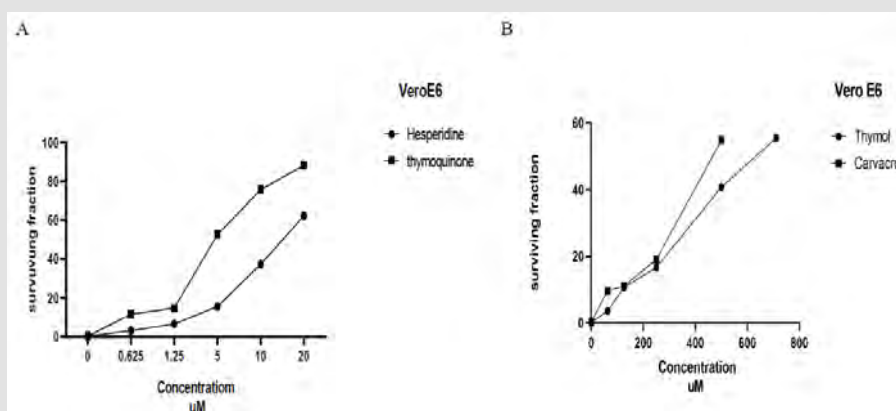 A
VeroE6
Hesperidine
thymoquinone
survuvung fraction
100
80
60
40
20
0
0 0.625 1.25 5 10 20
Concentratiom
uM
B
Vero E6
Thymol
Carvacro
surviving fraction
60
40
20
0
0 200 400 600 800
Concentration
uM